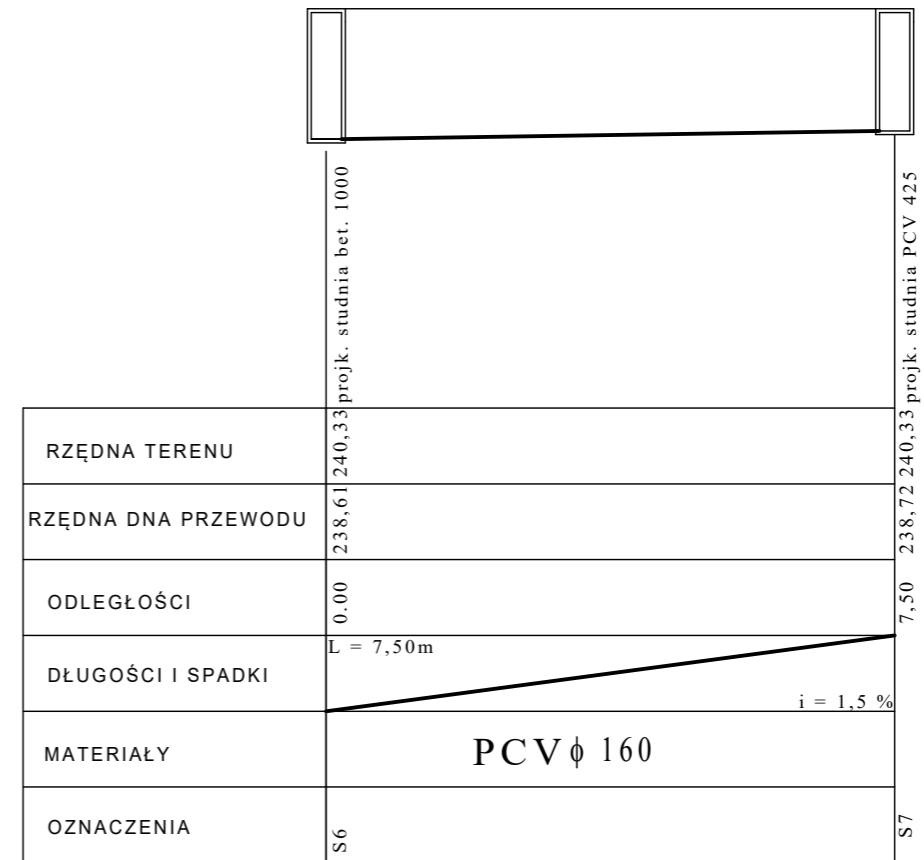 projk. studnia bet. 1000
projk. studnia PCV 425
RZĘDNA TERENU
240,33
240,33
RZĘDNA DNA PRZEWODU
238,61
238,72
ODLEGŁOŚCI
0.00
7,50
DŁUGOŚCI I SPADKI
L = 7,50m
i = 1,5 %
MATERIAŁY
PCV ϕ 160
OZNACZENIA
S6
S7